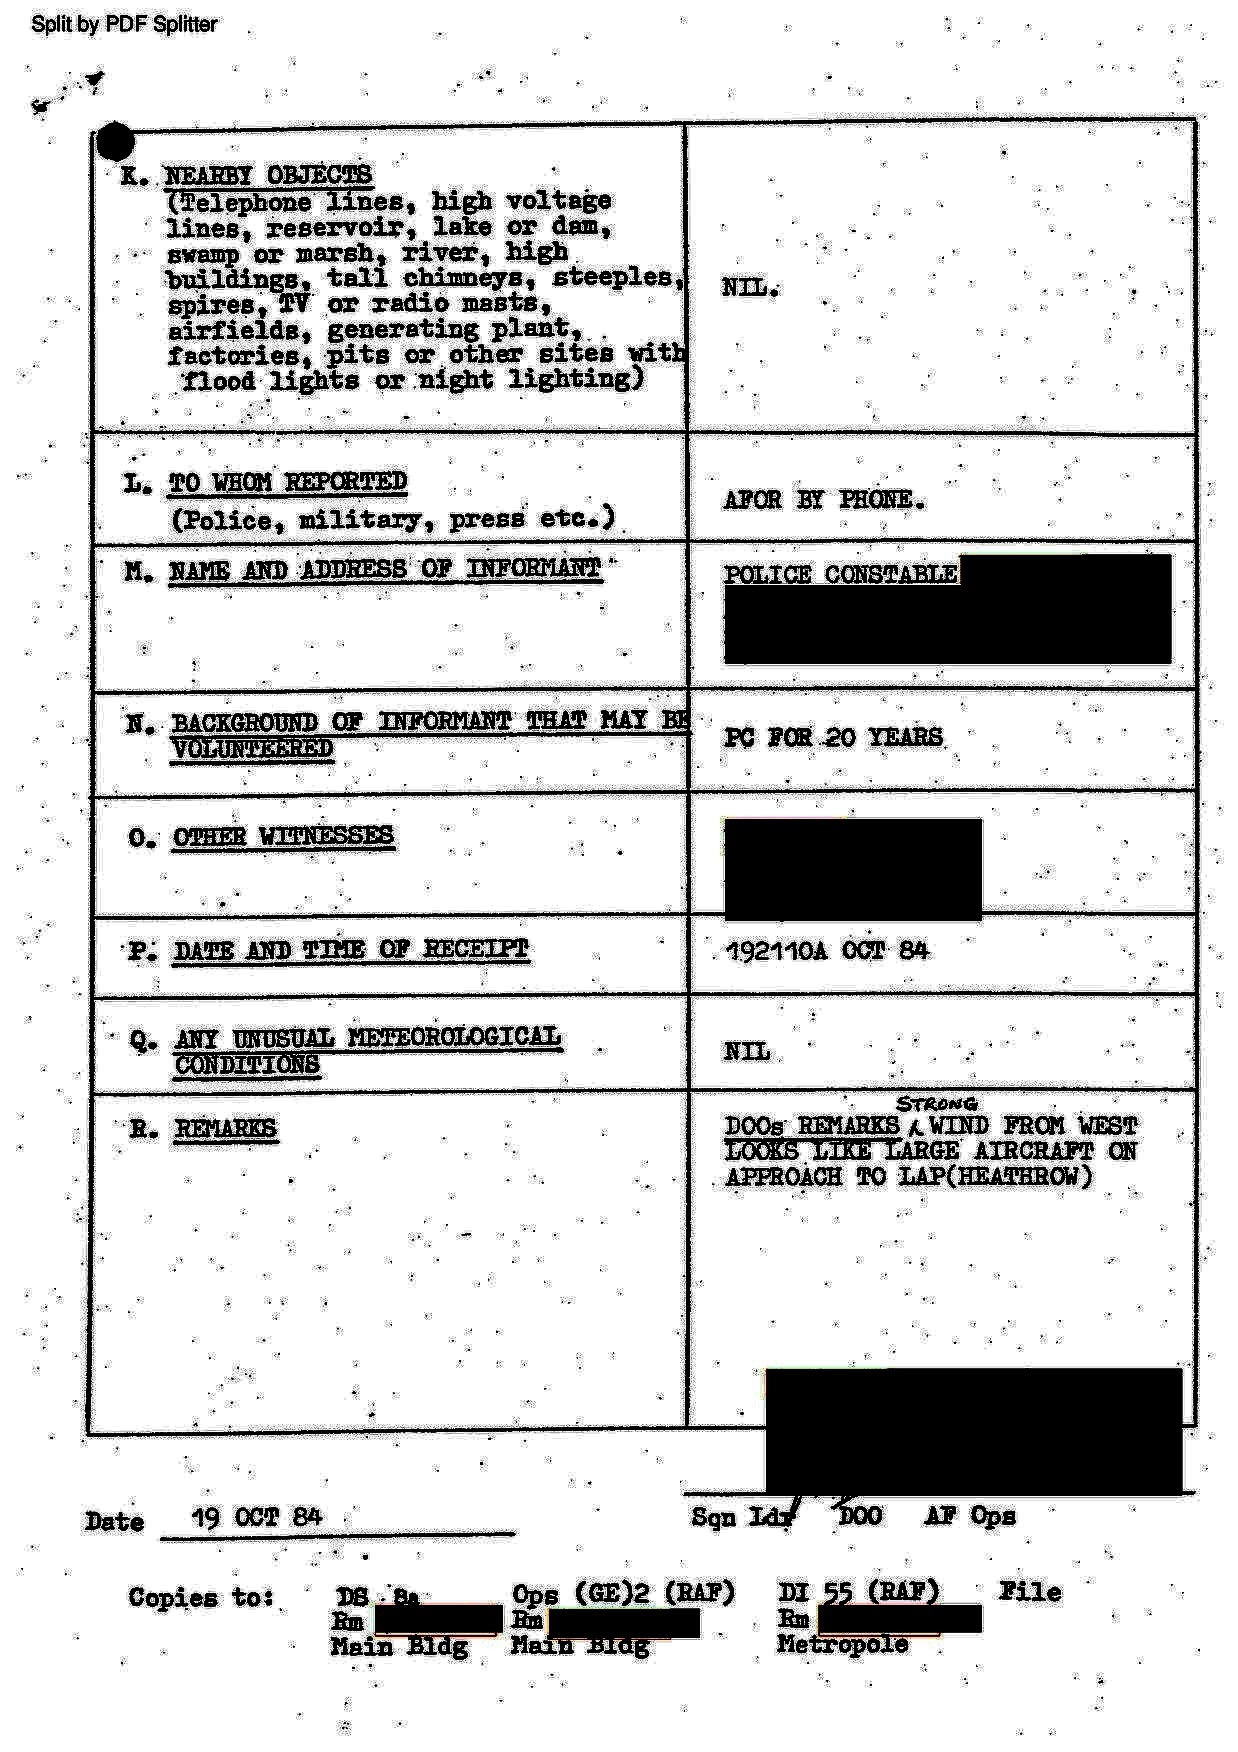 Split by PDF Splitter
K. NEARBY OBJECTS
(Telephone lines, high voltage
lines, reservoir, lake or dam,
swamp or marsh, river, high
buildings, tall chimneys, steeples,
spires, TV or radio masts,
airfields, generating plant,
factories, pits or other sites with
flood lights or night lighting)
NIL.
L. TO WHOM REPORTED
(Police, military, press etc.)
AFOR BY PHONE.
M. NAME AND ADDRESS OF INFORMANT
POLICE CONSTABLE
N. BACKGROUND OF INFORMANT THAT MAY BE
VOLUNTEERED
PC FOR 20 YEARS
O. OTHER WITNESSES
P. DATE AND TIME OF RECEIPT
192110A OCT 84
Q. ANY UNUSUAL METEOROLOGICAL
CONDITIONS
NIL
R. REMARKS
STRONG
DOOs REMARKS WIND FROM WEST
LOOKS LIKE LARGE AIRCRAFT ON
APPROACH TO LAP(HEATHROW)
Date 19 OCT 84
Sqn Ldr DOO AF Ops
Copies to: DS 8a Ops (GE)2 (RAF) DI 55 (RAF) File
Rm Rm Rm
Main Bldg Main Bldg Metropole